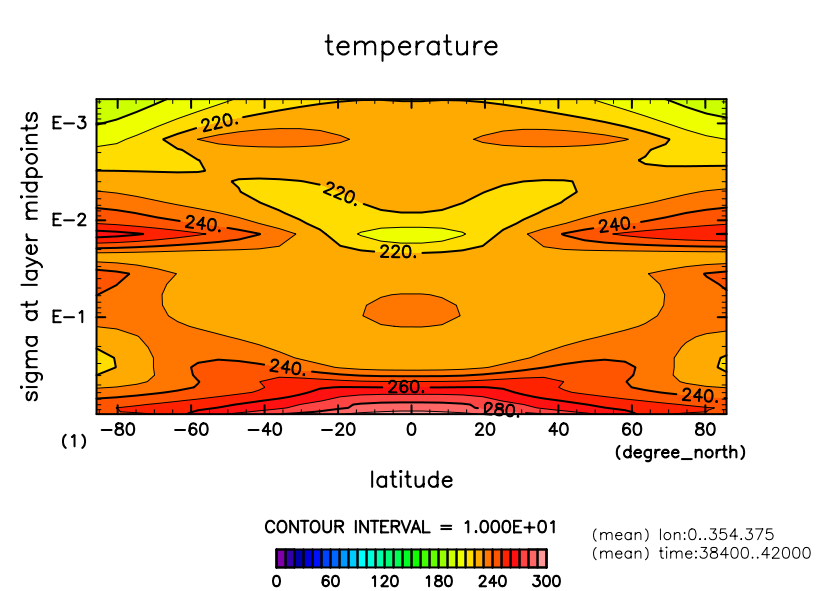 temperature
sigma at layer midpoints
E-3
E-2
E-1
220.
220.
240.
240.
220.
240.
260.
240.
280.
(1)
-80 -60 -40 -20 0 20 40 60 80
(degree_north)
latitude
CONTOUR INTERVAL = 1.000E+01
0 60 120 180 240 300
(mean) lon:0..354.375
(mean) time:38400..42000